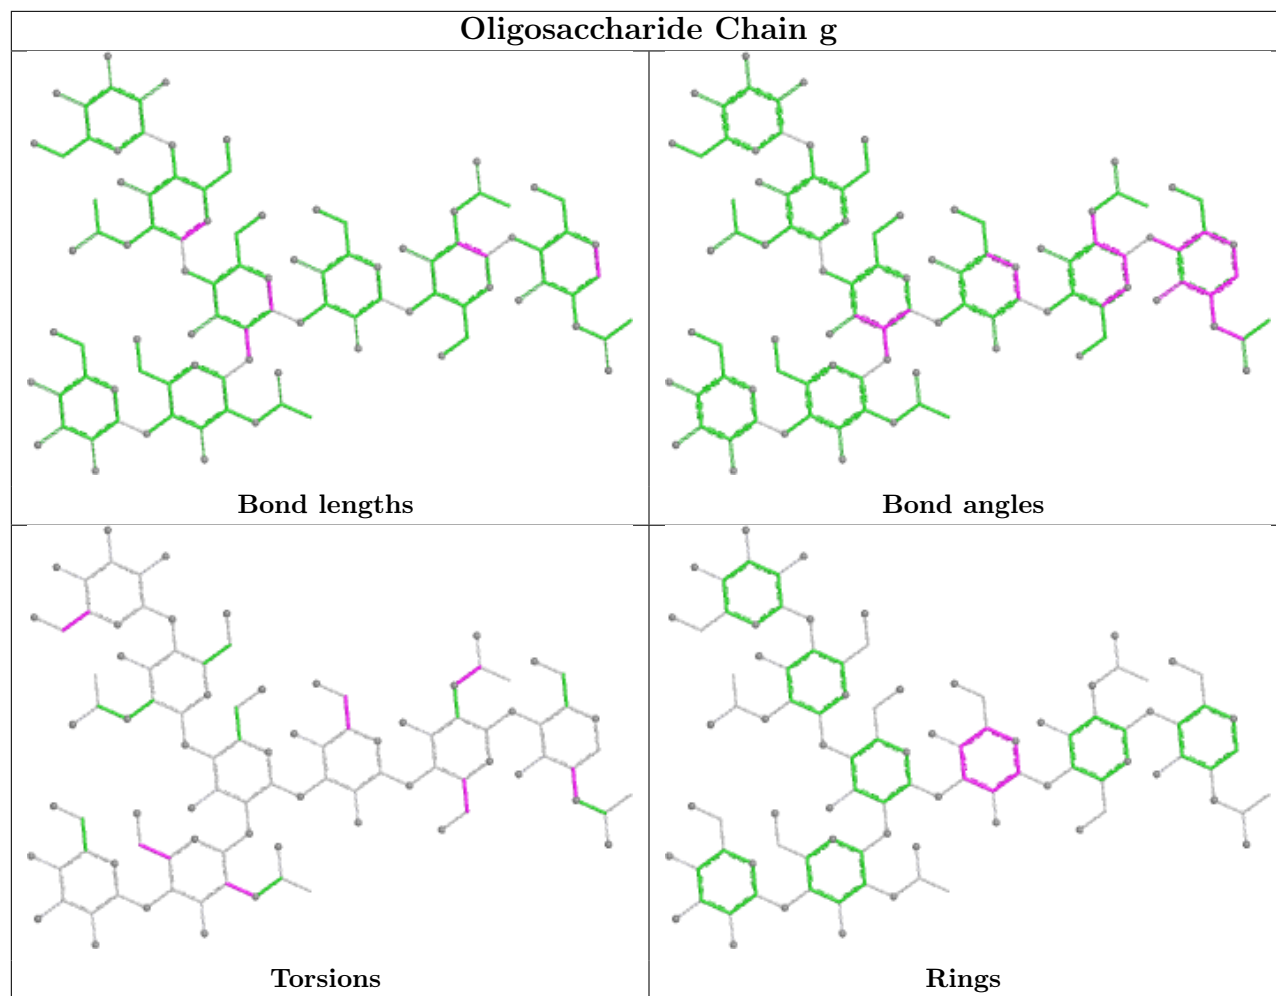 Oligosaccharide Chain g
Bond lengths
Bond angles
Torsions
Rings